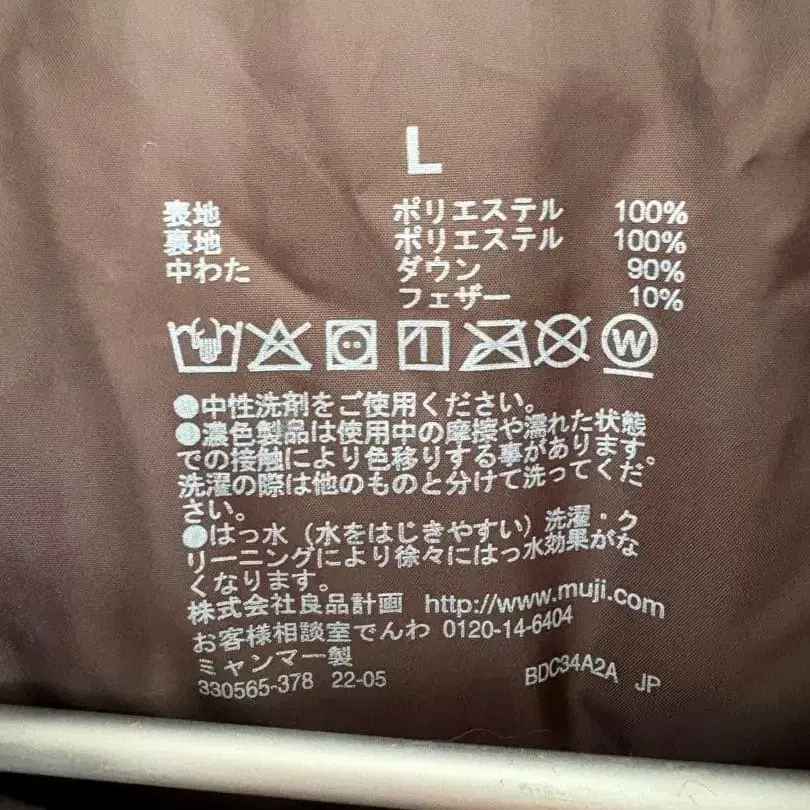 L
表地 ポリエステル 100%
裏地 ポリエステル 100%
中わた ダウン 90%
フェザー 10%
W
●中性洗剤をご使用ください。
●濃色製品は使用中の摩擦や濡れた状態
での接触により色移りする事があります。
洗濯の際は他のものと分けて洗ってくだ
さい。
●はっ水（水をはじきやすい）洗濯・ク
リーニングにより徐々にはっ水効果がな
くなります。
株式会社良品計画 http://www.muji.com
お客様相談室でんわ 0120-14-6404
ミャンマー製
330565-378 22-05 BDC34A2A JP